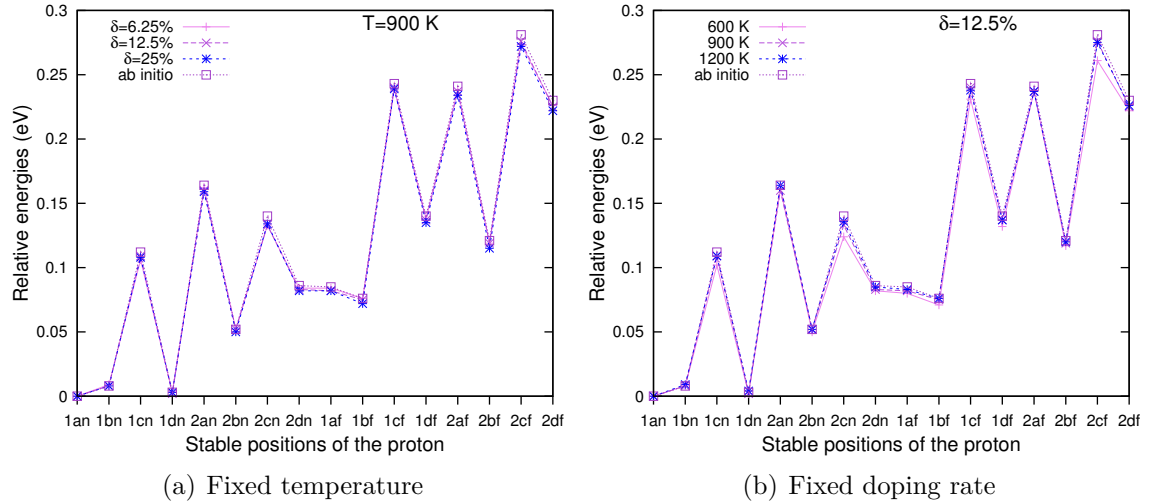 0.3
0.25
0.2
0.15
0.1
0.05
0
Relative energies (eV)
T=900 K
δ=6.25%
δ=12.5%
δ=25%
ab initio
1an 1bn 1cn 1dn 2an 2bn 2cn 2dn 1af 1bf 1cf 1df 2af 2bf 2cf 2df
Stable positions of the proton
(a) Fixed temperature
0.3
0.25
0.2
0.15
0.1
0.05
0
Relative energies (eV)
δ=12.5%
600 K
900 K
1200 K
ab initio
1an 1bn 1cn 1dn 2an 2bn 2cn 2dn 1af 1bf 1cf 1df 2af 2bf 2cf 2df
Stable positions of the proton
(b) Fixed doping rate